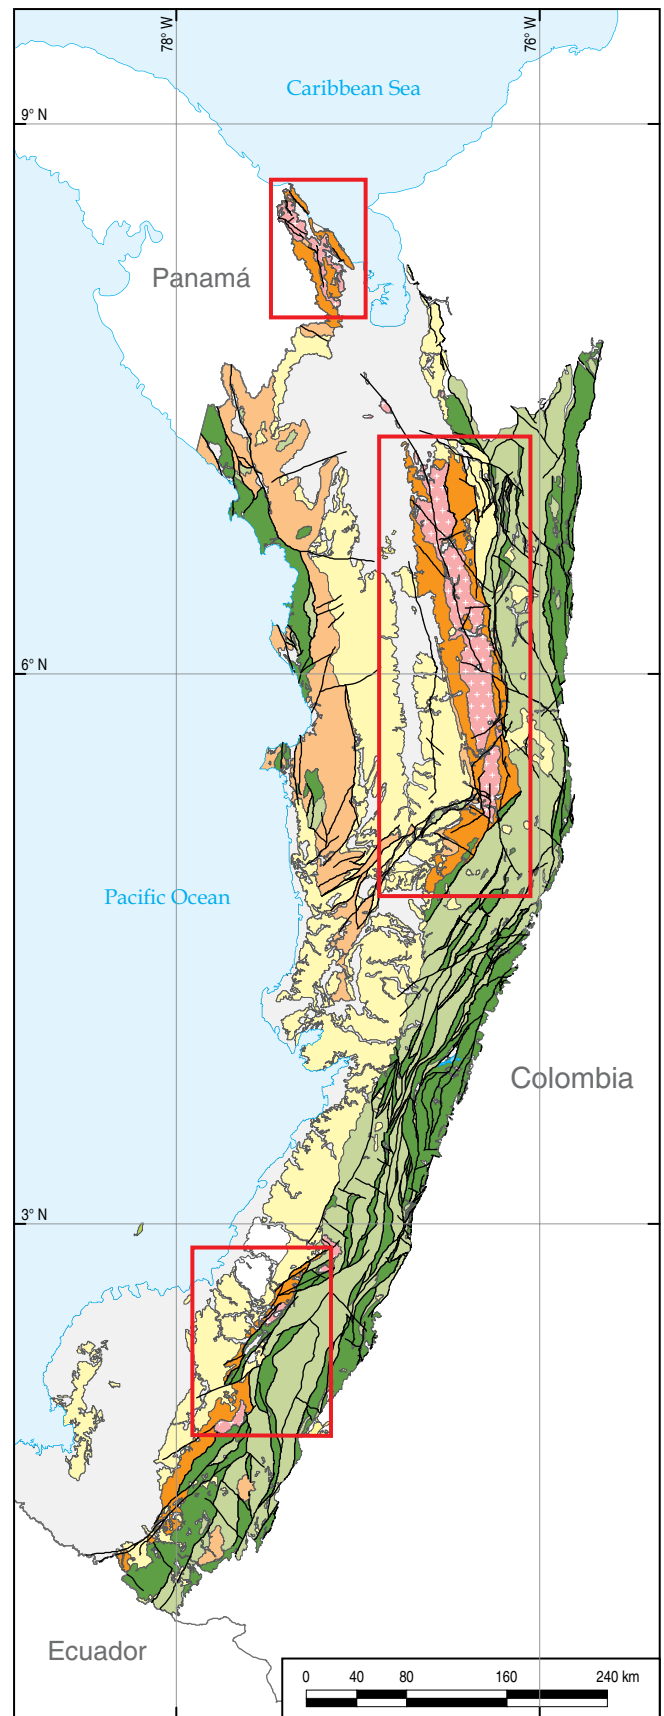 78° W
76° W
Caribbean Sea
9° N
Panamá
6° N
Pacific Ocean
Colombia
3° N
Ecuador
0 40 80 160 240 km